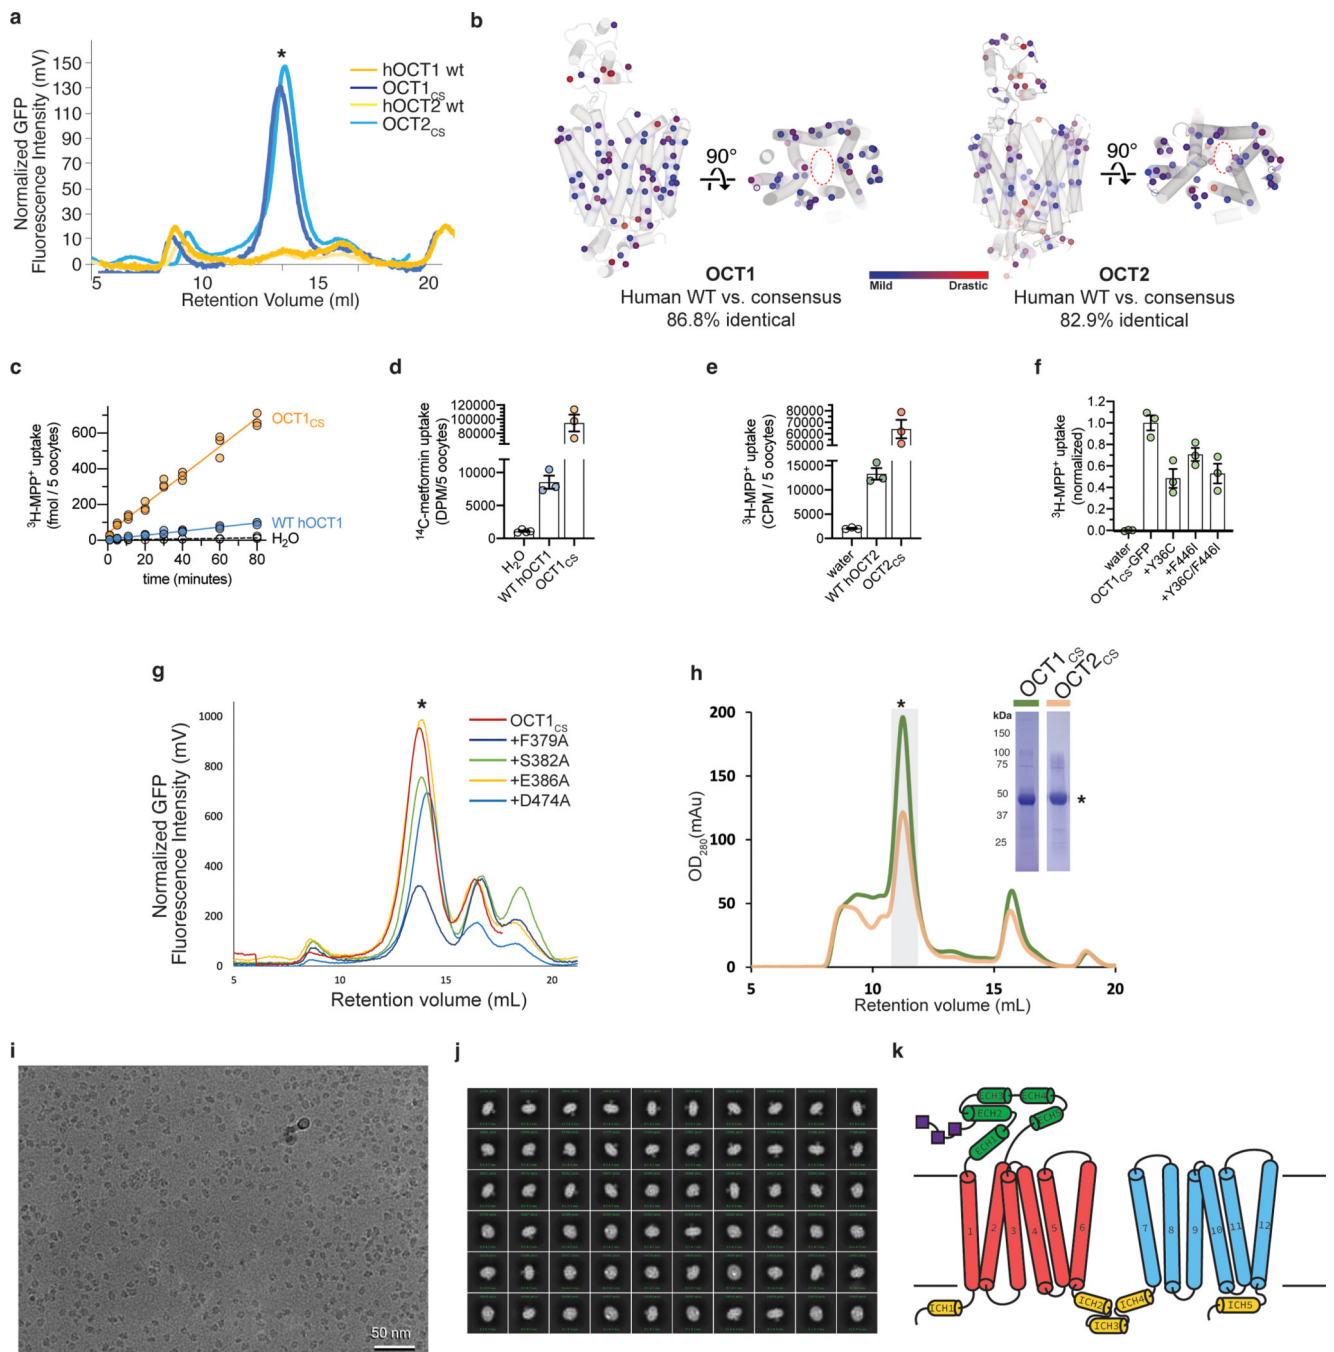 a
Normalized GFP
Fluorescence Intensity (mV)
150
130
110
90
70
50
30
10
0
*
hOCT1 wt
OCT1CS
hOCT2 wt
OCT2CS
5
10
15
20
Retention Volume (ml)
b
90°
90°
OCT1
Human WT vs. consensus
86.8% identical
Mild
Drastic
OCT2
Human WT vs. consensus
82.9% identical
c
³H-MPP⁺ uptake
(fmol / 5 oocytes)
600
400
200
0
OCT1CS
WT hOCT1
H₂O
0 20 40 60 80
time (minutes)
d
¹⁴C-metformin uptake
(DPM/5 oocytes)
120000
100000
80000
10000
5000
0
H₂O
WT hOCT1
OCT1CS
e
³H-MPP⁺ uptake
(CPM / 5 oocytes)
80000
70000
60000
50000
15000
10000
5000
0
water
WT hOCT2
OCT2CS
f
³H-MPP⁺ uptake
(normalized)
1.2
1.0
0.8
0.6
0.4
0.2
0.0
water
OCT1CS-GFP
+Y36C
+F446I
+Y36C/F446I
g
Normalized GFP
Fluorescence Intensity (mV)
1000
800
600
400
200
0
*
OCT1CS
+F379A
+S382A
+E386A
+D474A
5
10
15
20
Retention volume (mL)
h
OD280(mAu)
200
150
100
50
0
*
OCT1CS
OCT2CS
kDa
150
100
75
50
37
25
*
5
10
15
20
Retention volume (mL)
i
50 nm
j
k
ECH3
ECH4
ECH2
ECH5
ECH1
1
2
3
4
5
6
7
8
9
10
11
12
ICH1
ICH2
ICH3
ICH4
ICH5